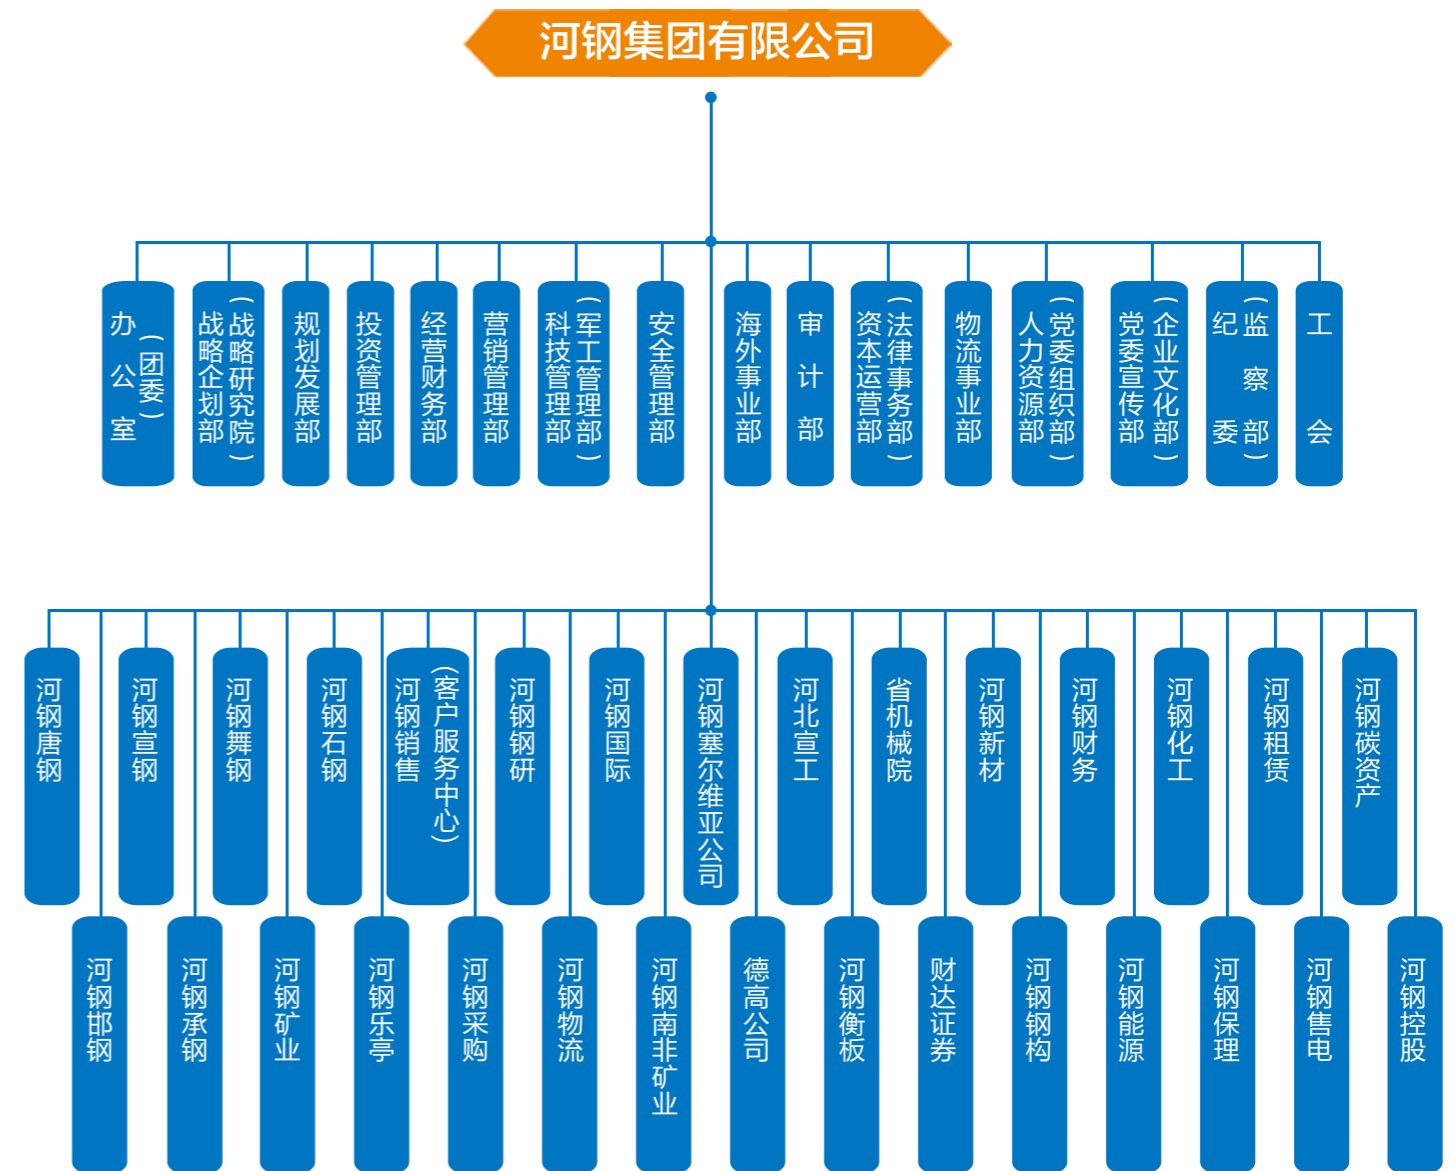 河钢集团有限公司
办公室
(团委)
战略企划部
(战略研究院)
规划发展部
投资管理部
经营财务部
营销管理部
科技管理部
(军工管理部)
安全管理部
海外事业部
审计部
资本运营部
(法律事务部)
物流事业部
人力资源部
(党委组织部)
党委宣传部
(企业文化部)
纪委
(监察部)
工会
河钢唐钢
河钢宣钢
河钢舞钢
河钢石钢
河钢销售
(客户服务中心)
河钢钢研
河钢国际
河钢塞尔维亚公司
河北宣工
省机械院
河钢新材
河钢财务
河钢化工
河钢租赁
河钢碳资产
河钢邯钢
河钢承钢
河钢矿业
河钢乐亭
河钢采购
河钢物流
河钢南非矿业
德高公司
河钢衡板
财达证券
河钢钢构
河钢能源
河钢保理
河钢售电
河钢控股